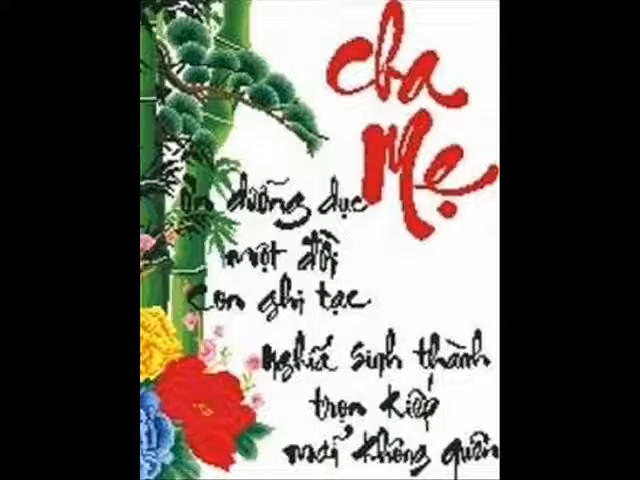 Cha
Mẹ
Ơn dưỡng dục
một đời
con ghi tạc
Nghĩa sinh thành
trọn kiếp
mãi không quên